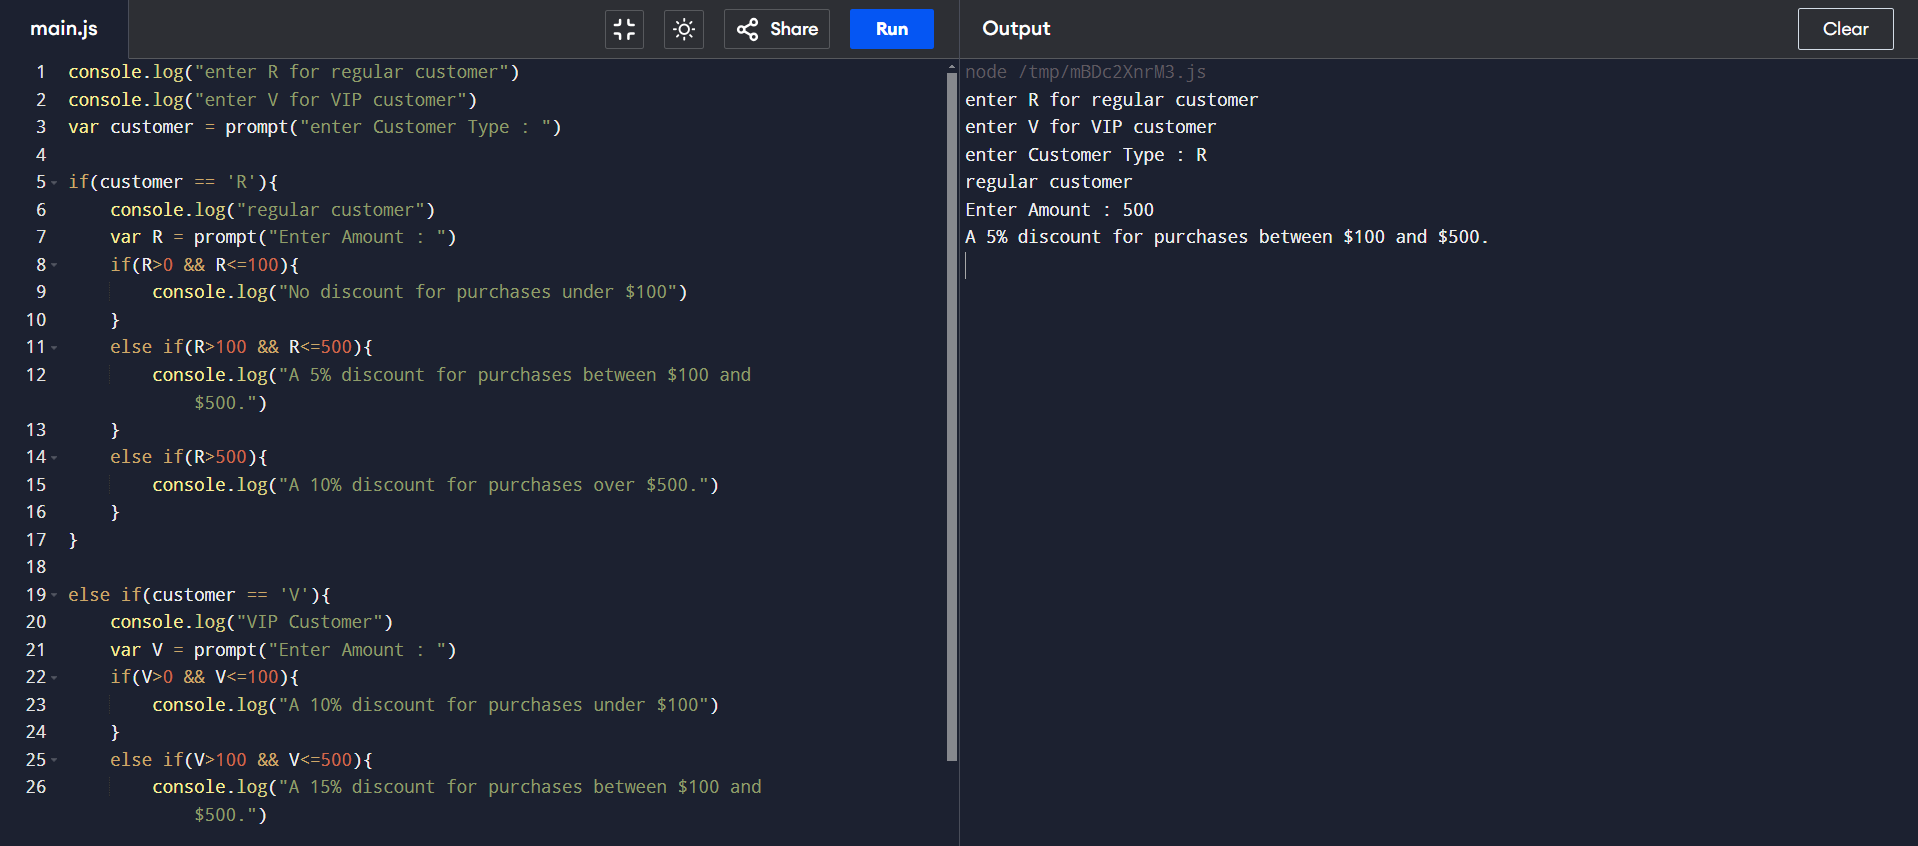 main.js
Share
Run
Output
Clear
1 console.log("enter R for regular customer")
2 console.log("enter V for VIP customer")
3 var customer = prompt("enter Customer Type : ")
4
5 if(customer == 'R'){
6 console.log("regular customer")
7 var R = prompt("Enter Amount : ")
8 if(R>0 && R<=100){
9 console.log("No discount for purchases under $100")
10 }
11 else if(R>100 && R<=500){
12 console.log("A 5% discount for purchases between $100 and
$500.")
13 }
14 else if(R>500){
15 console.log("A 10% discount for purchases over $500.")
16 }
17 }
18
19 else if(customer == 'V'){
20 console.log("VIP Customer")
21 var V = prompt("Enter Amount : ")
22 if(V>0 && V<=100){
23 console.log("A 10% discount for purchases under $100")
24 }
25 else if(V>100 && V<=500){
26 console.log("A 15% discount for purchases between $100 and
$500.")
node /tmp/mBDc2XnrM3.js
enter R for regular customer
enter V for VIP customer
enter Customer Type : R
regular customer
Enter Amount : 500
A 5% discount for purchases between $100 and $500.